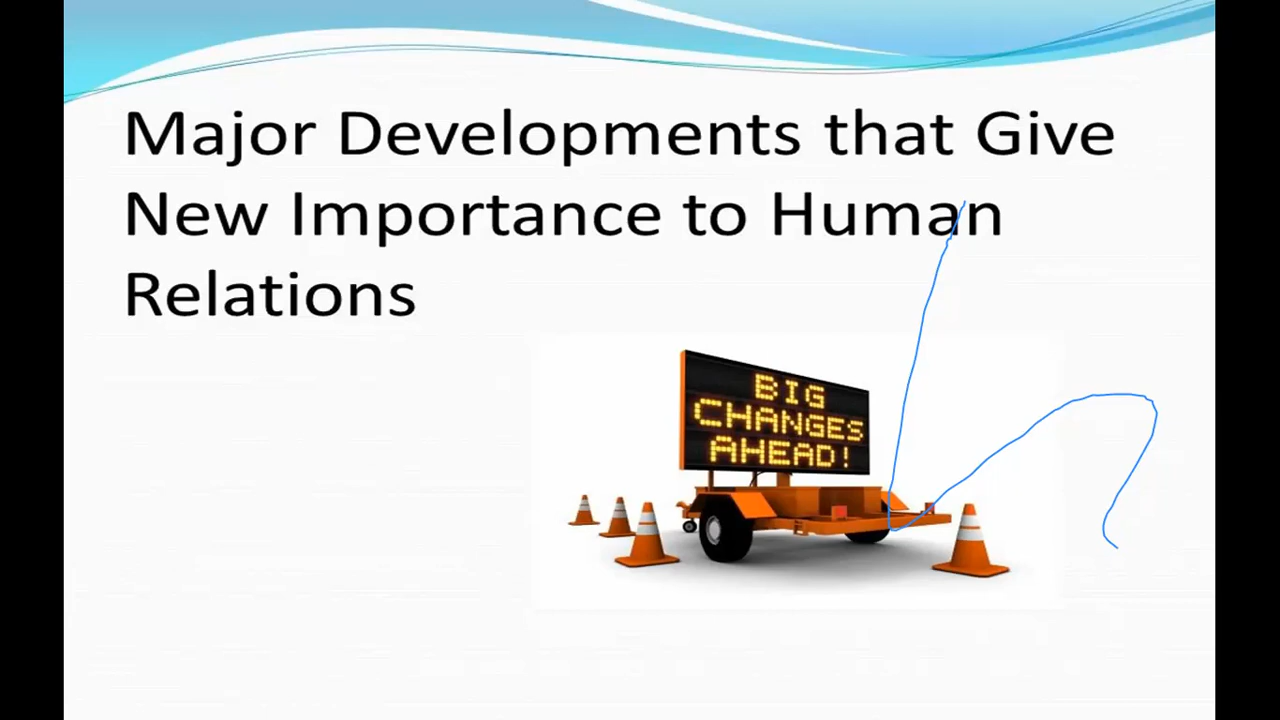 Major Developments that Give
New Importance to Human
Relations
BIG
CHANGES
AHEAD!